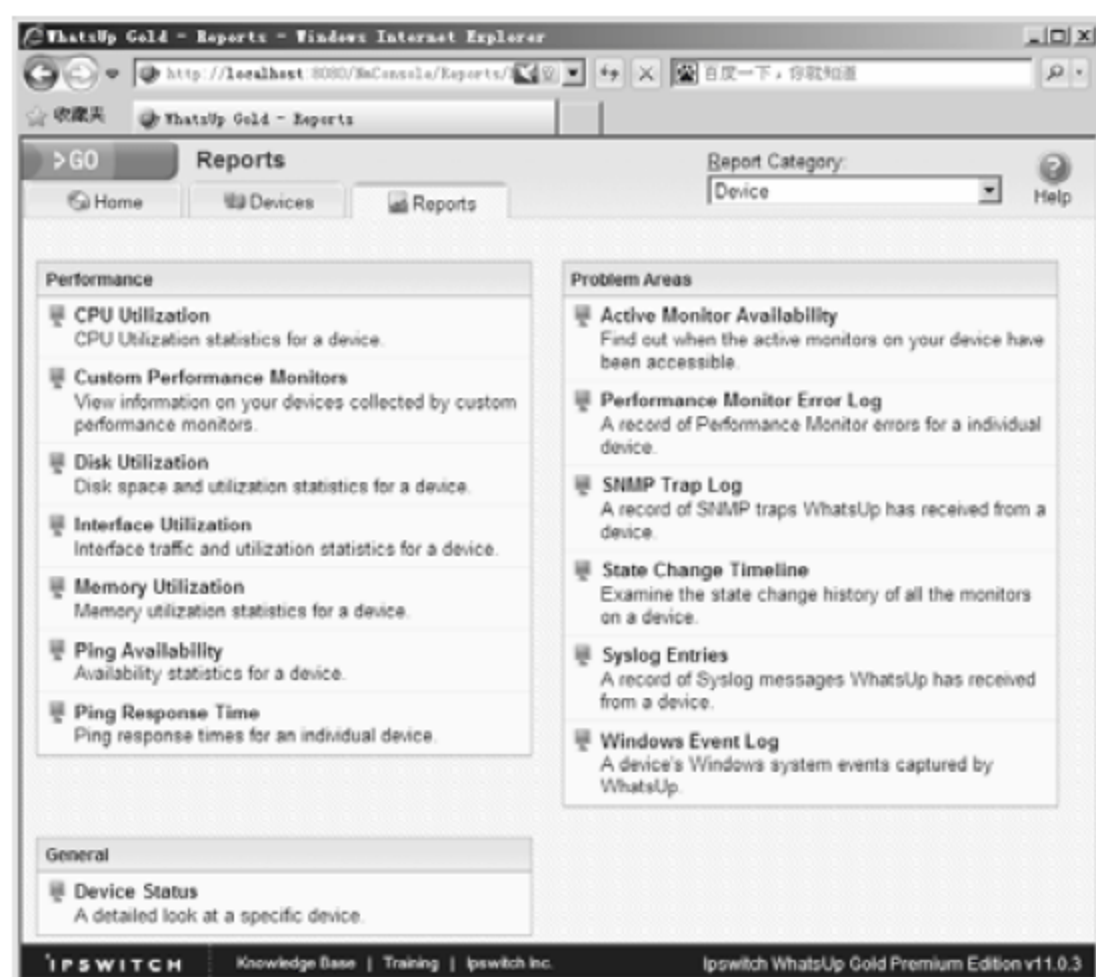 WhatsUp Gold - Reports - Windows Internet Explorer
http://localhost:8080/NmConsole/Reports/
百度一下，你就知道
收藏夹
WhatsUp Gold - Reports
>GO
Reports
Report Category:
Device
Help
Home
Devices
Reports
Performance
CPU Utilization
CPU Utilization statistics for a device.
Custom Performance Monitors
View information on your devices collected by custom
performance monitors.
Disk Utilization
Disk space and utilization statistics for a device.
Interface Utilization
Interface traffic and utilization statistics for a device.
Memory Utilization
Memory utilization statistics for a device.
Ping Availability
Availability statistics for a device.
Ping Response Time
Ping response times for an individual device.
Problem Areas
Active Monitor Availability
Find out when the active monitors on your device have
been accessible.
Performance Monitor Error Log
A record of Performance Monitor errors for a individual
device.
SNMP Trap Log
A record of SNMP traps WhatsUp has received from a
device.
State Change Timeline
Examine the state change history of all the monitors
on a device.
Syslog Entries
A record of Syslog messages WhatsUp has received
from a device.
Windows Event Log
A device's Windows system events captured by
WhatsUp.
General
Device Status
A detailed look at a specific device.
IPSWITCH
Knowledge Base | Training | Ipswitch Inc.
Ipswitch WhatsUp Gold Premium Edition v11.0.3